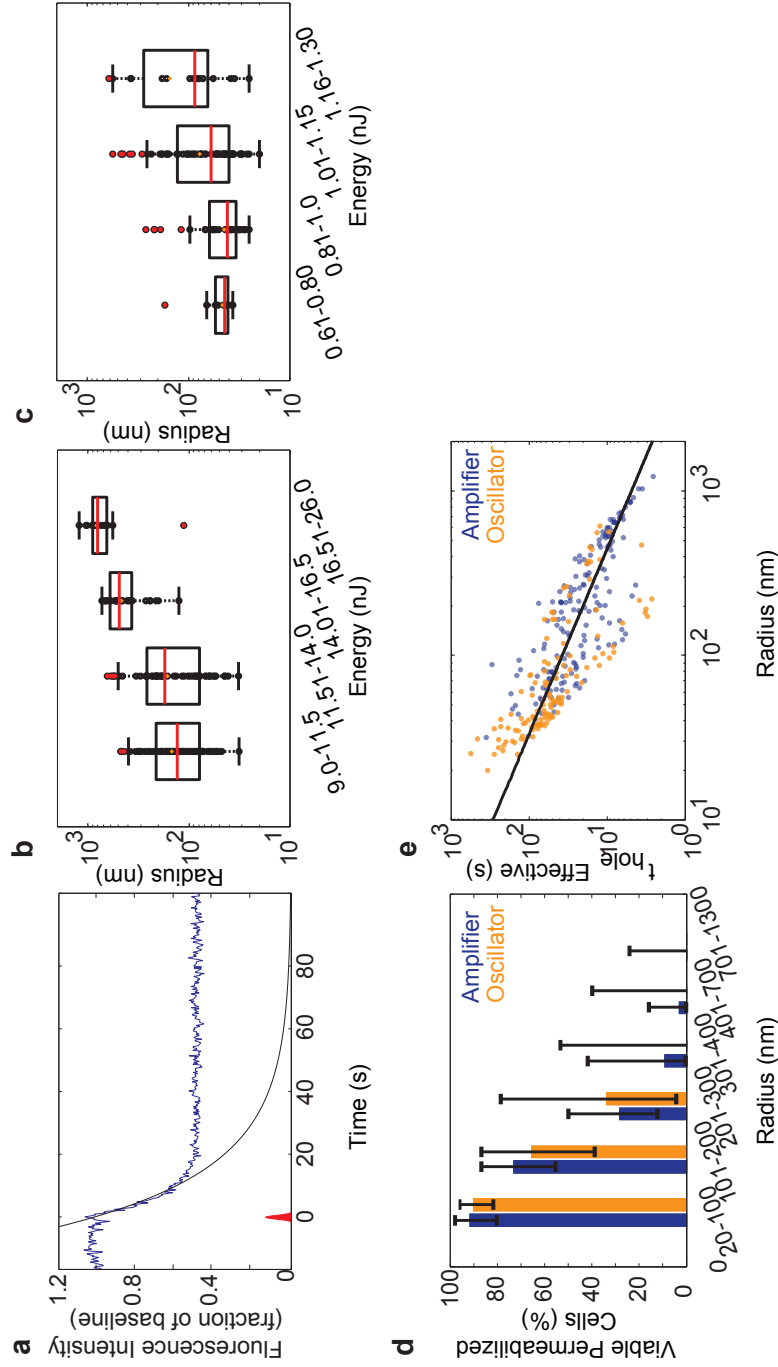 a
Fluorescence Intensity
(fraction of baseline)
1.2
0.8
0.4
0
0
20
40
60
80
Time (s)
b
Radius (nm)
10 3
10 2
10 1
9.0-11.5
11.51-14.0
14.01-16.5
16.51-26.0
Energy (nJ)
c
Radius (nm)
10 3
10 2
10 1
0.61-0.80
0.81-1.0
1.01-1.15
1.16-1.30
Energy (nJ)
d
Viable Permeabilized
Cells (%)
100
80
60
40
20
0
0
20-100
101-200
201-300
301-400
401-700
701-1300
Radius (nm)
Amplifier
Oscillator
e
t hole Effective (s)
10 3
10 2
10 1
10 0
10 1
10 2
10 3
Radius (nm)
Amplifier
Oscillator